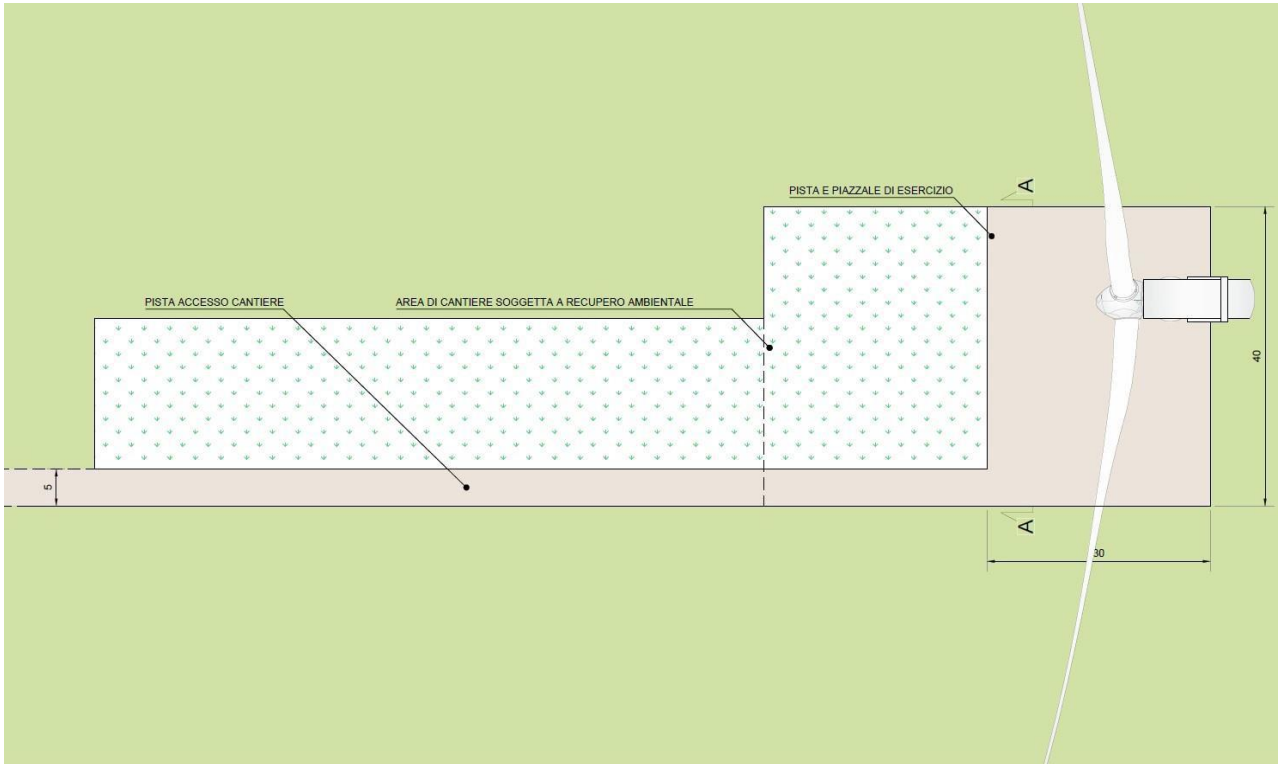 A
PISTA E PIAZZALE DI ESERCIZIO
PISTA ACCESSO CANTIERE
AREA DI CANTIERE SOGGETTA A RECUPERO AMBIENTALE
40
5
A
30